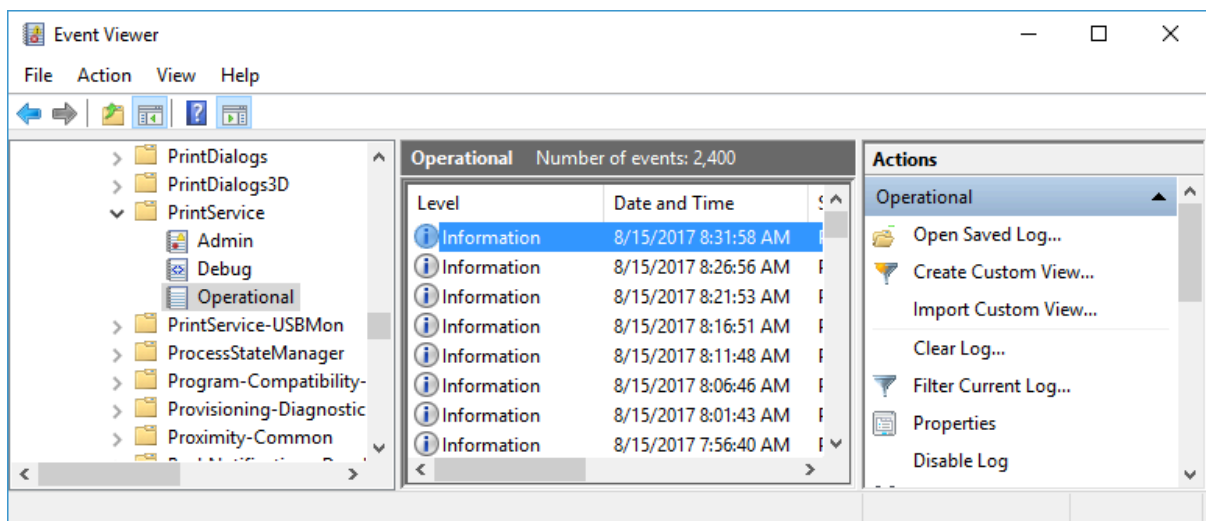 Event Viewer
File Action View Help
PrintDialogs
PrintDialogs3D
PrintService
Admin
Debug
Operational
PrintService-USBMon
ProcessStateManager
Program-Compatibility-
Provisioning-Diagnostic
Proximity-Common
Operational Number of events: 2,400
Level Date and Time
Information 8/15/2017 8:31:58 AM
Information 8/15/2017 8:26:56 AM
Information 8/15/2017 8:21:53 AM
Information 8/15/2017 8:16:51 AM
Information 8/15/2017 8:11:48 AM
Information 8/15/2017 8:06:46 AM
Information 8/15/2017 8:01:43 AM
Information 8/15/2017 7:56:40 AM
Actions
Operational
Open Saved Log...
Create Custom View...
Import Custom View...
Clear Log...
Filter Current Log...
Properties
Disable Log